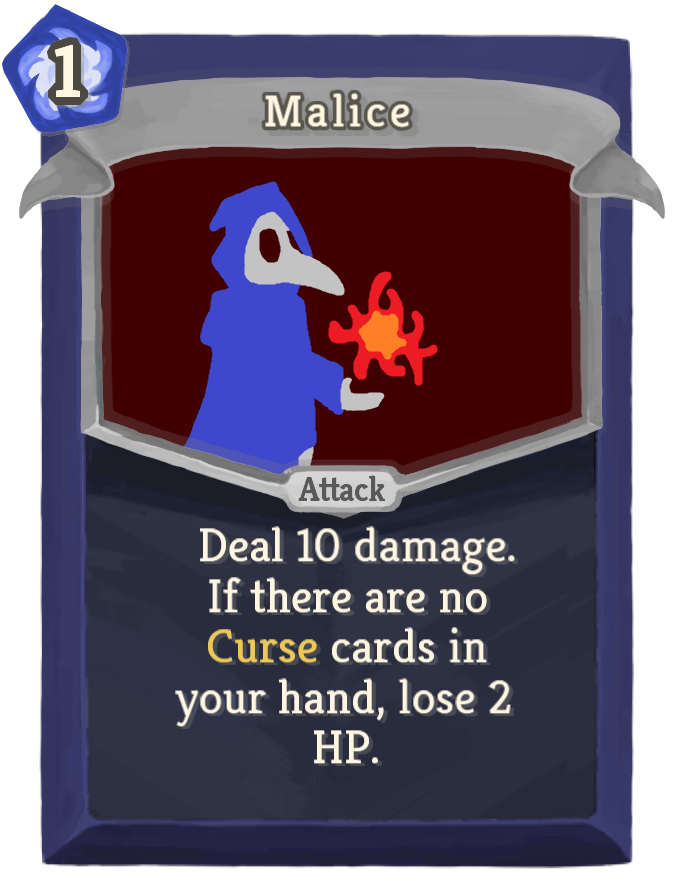 1
Malice
Attack
Deal 10 damage.
If there are no
Curse cards in
your hand, lose 2
HP.